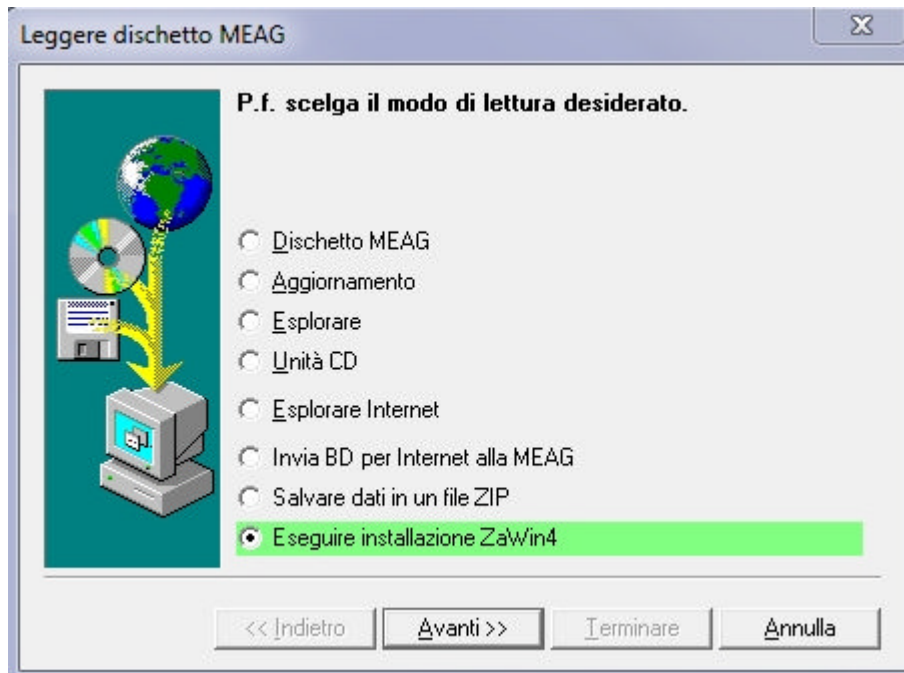 Leggere dischetto MEAG
P.f. scelga il modo di lettura desiderato.
Dischetto MEAG
Aggiornamento
Esplorare
Unità CD
Esplorare Internet
Invia BD per Internet alla MEAG
Salvare dati in un file ZIP
Eseguire installazione ZaWin4
<< Indietro
Avanti >>
Terminare
Annulla